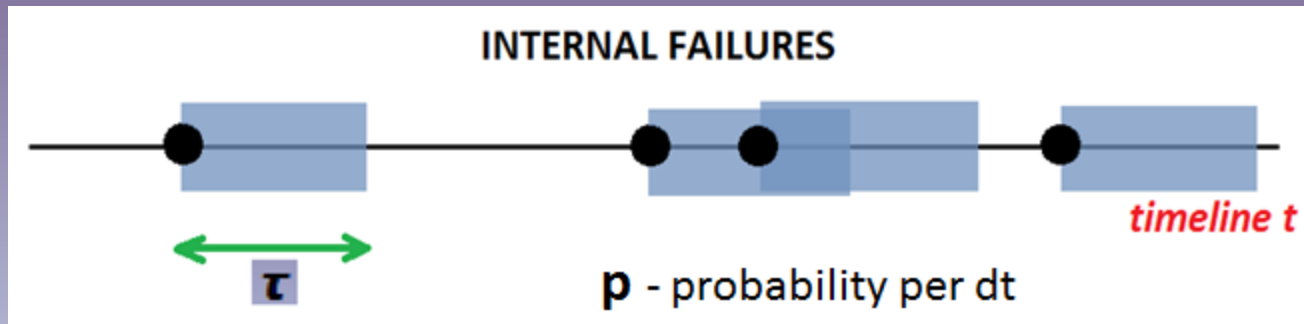 INTERNAL FAILURES
timeline t
τ
p - probability per dt